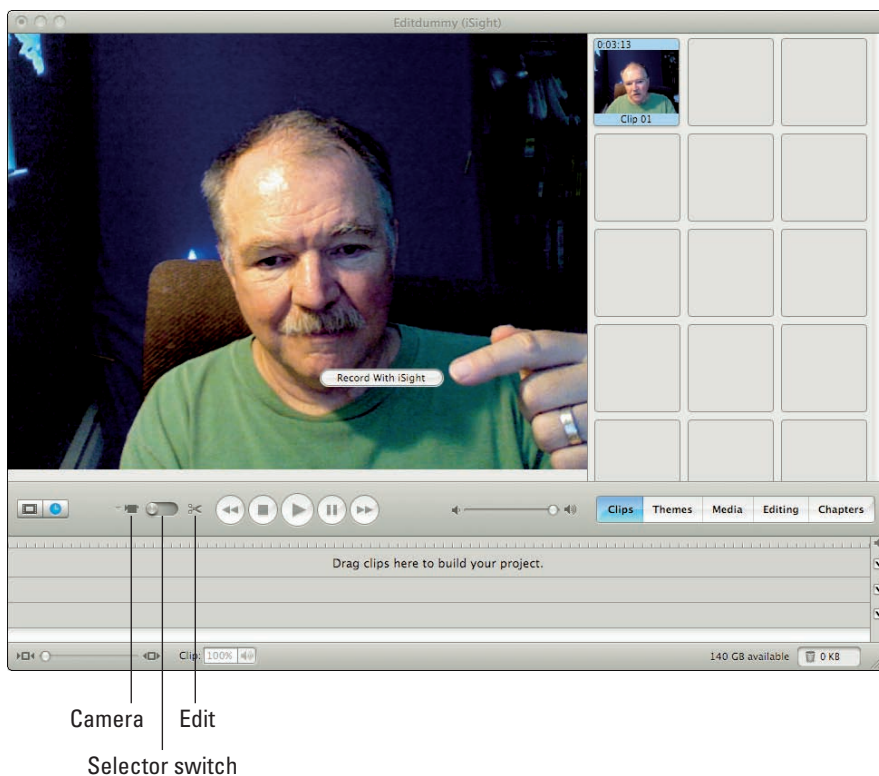 Editdummy (iSight)
0:03:13
Clip 01
Record With iSight
Clips Themes Media Editing Chapters
Drag clips here to build your project.
Clip: 100%
140 GB available 0 KB
Camera Edit
Selector switch